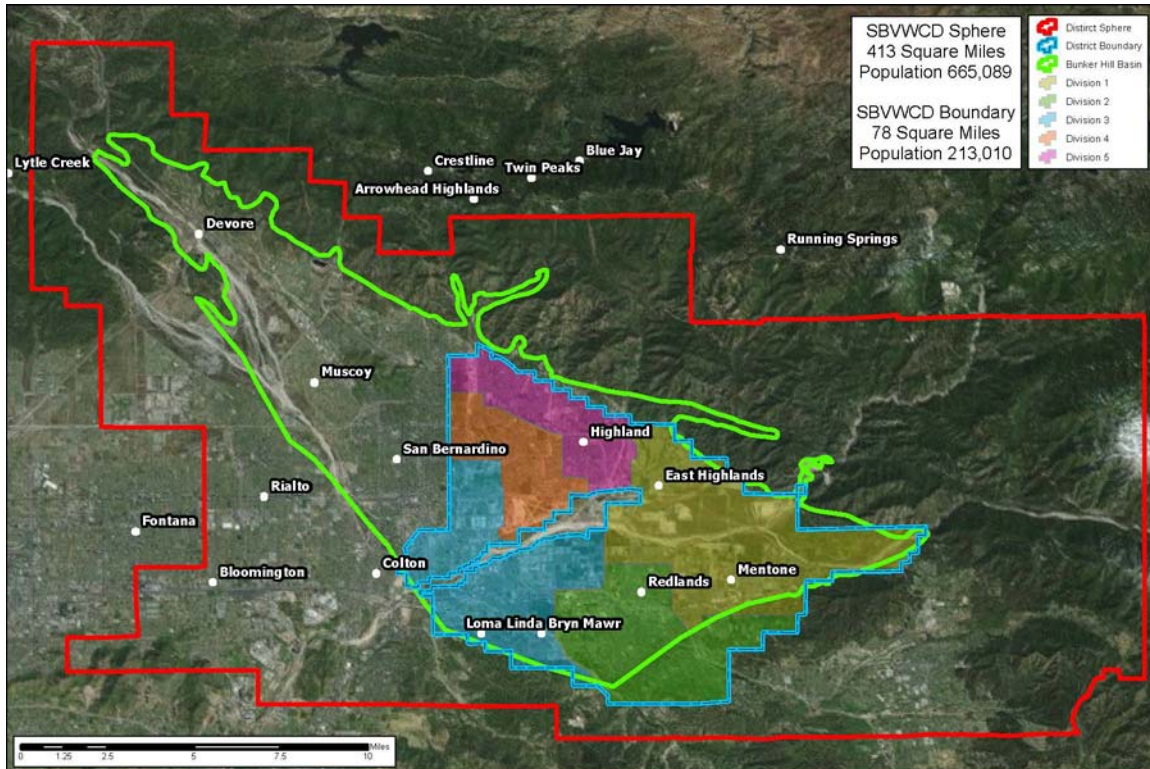 SBVWCD Sphere
413 Square Miles
Population 665,089
SBVWCD Boundary
78 Square Miles
Population 213,010
Distirct Sphere
District Boundary
Bunker Hill Basin
Division 1
Division 2
Division 3
Division 4
Division 5
Lytle Creek
Crestline
Blue Jay
Twin Peaks
Arrowhead Highlands
Devore
Running Springs
Muscoy
Highland
San Bernardino
East Highlands
Rialto
Fontana
Colton
Bloomington
Redlands
Mentone
Loma Linda
Bryn Mawr
Miles
0 1.25 2.5 5 7.5 10